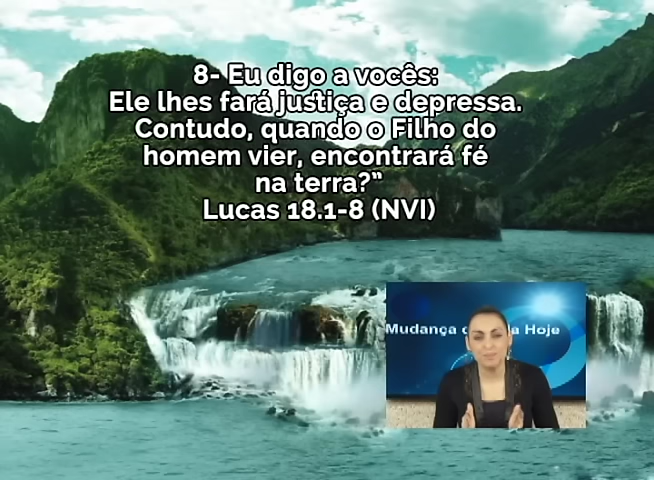 8- Eu digo a vocês:
Ele lhes fará justiça e depressa.
Contudo, quando o Filho do
homem vier, encontrará fé
na terra?”
Lucas 18.1-8 (NVI)
Mudança Hoje